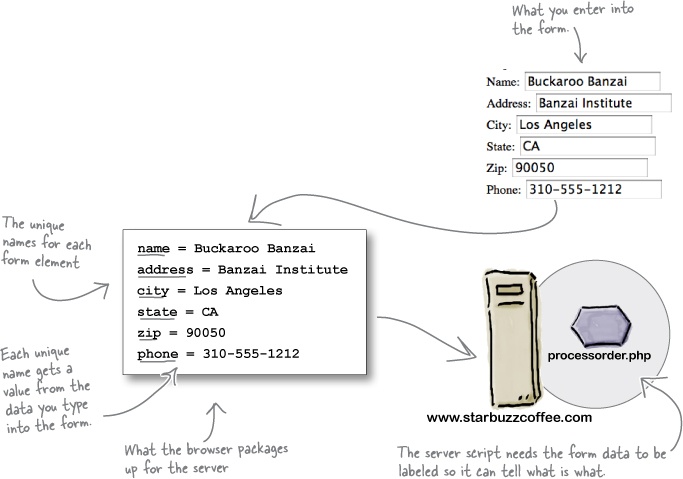 What you enter into
the form.
Name: Buckaroo Banzai
Address: Banzai Institute
City: Los Angeles
State: CA
Zip: 90050
Phone: 310-555-1212
The unique
names for each
form element
name = Buckaroo Banzai
address = Banzai Institute
city = Los Angeles
state = CA
zip = 90050
phone = 310-555-1212
Each unique
name gets a
value from the
data you type
into the form.
What the browser packages
up for the server
processorder.php
www.starbuzzcoffee.com
The server script needs the form data to be
labeled so it can tell what is what.